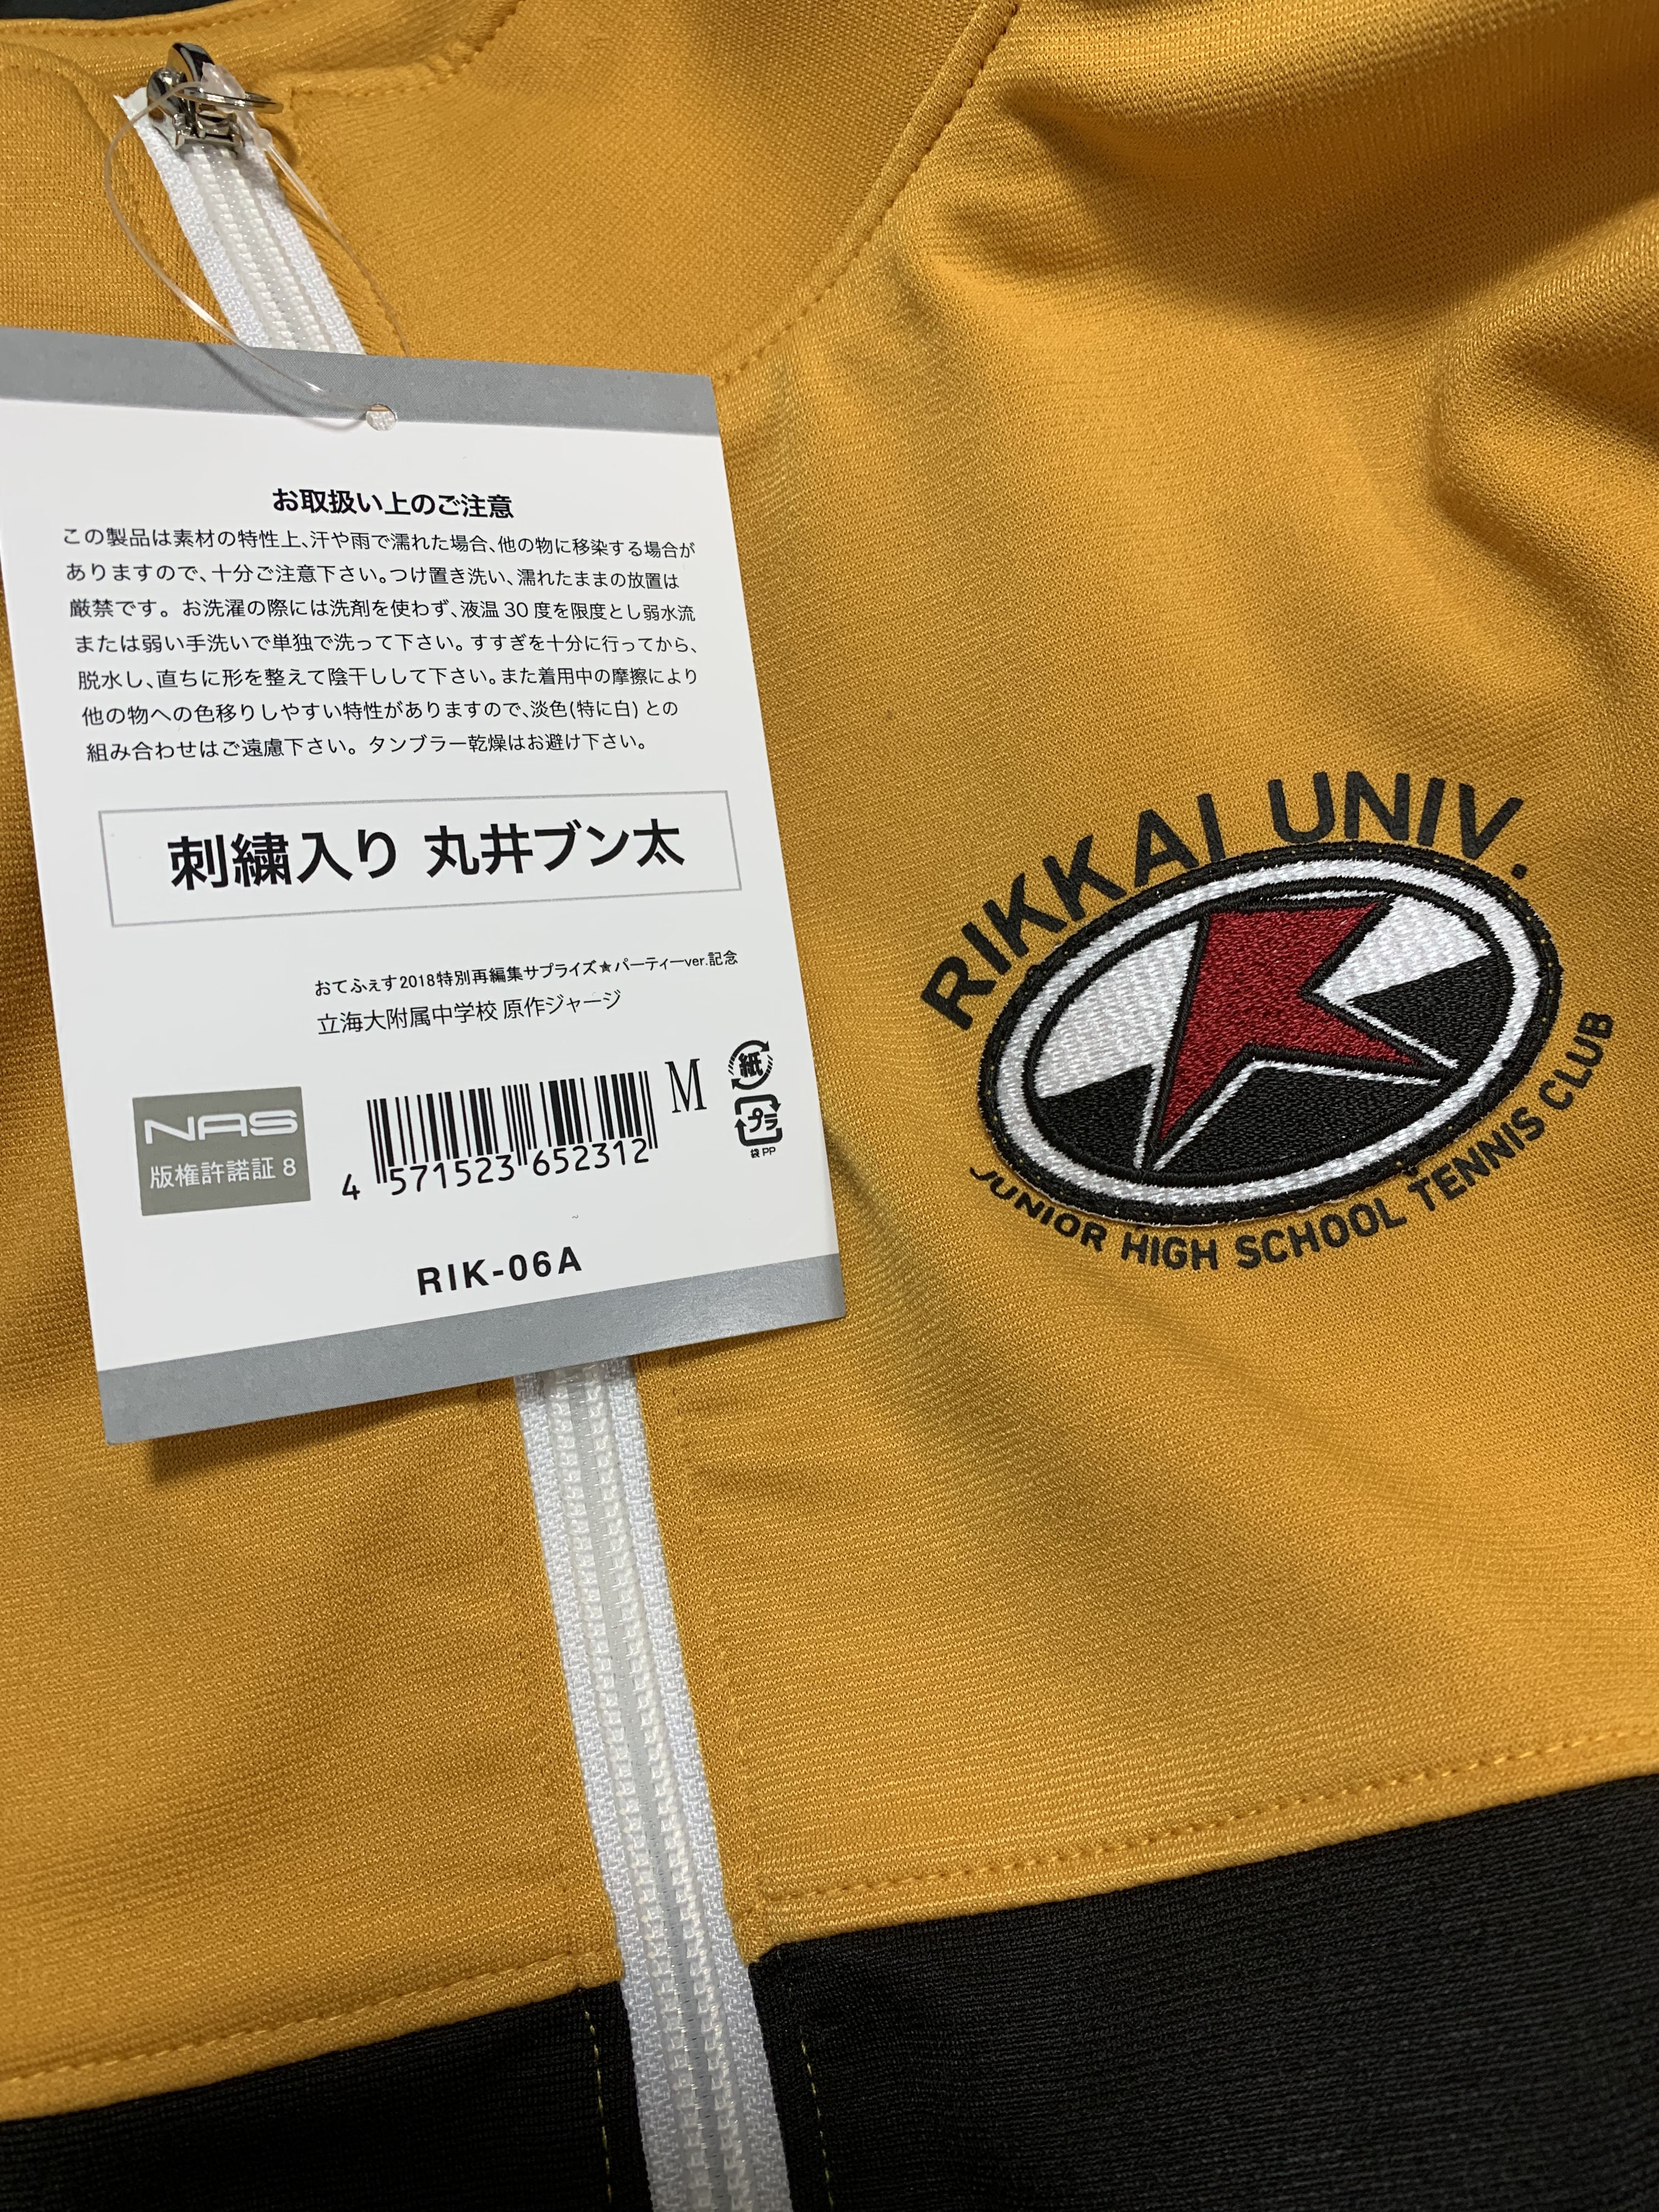 お取扱い上のご注意
この製品は素材の特性上、汗や雨で濡れた場合、他の物に移染する場合が
ありますので、十分ご注意下さい。つけ置き洗い、濡れたままの放置は
厳禁です。お洗濯の際には洗剤を使わず、液温30度を限度とし弱水流
または弱い手洗いで単独で洗って下さい。すすぎを十分に行ってから、
脱水し、直ちに形を整えて陰干しして下さい。また着用中の摩擦により
他の物への色移りしやすい特性がありますので、淡色(特に白)との
組み合わせはご遠慮下さい。タンブラー乾燥はお避け下さい。
刺繍入り 丸井ブン太
おてふぇす2018特別再編集サプライズ★パーティーver.記念
立海大附属中学校 原作ジャージ
NAS
版権許諾証 8
4 571523 652312
M
紙
プラ
袋PP
RIK-06A
RIKKAI UNIV.
JUNIOR HIGH SCHOOL TENNIS CLUB